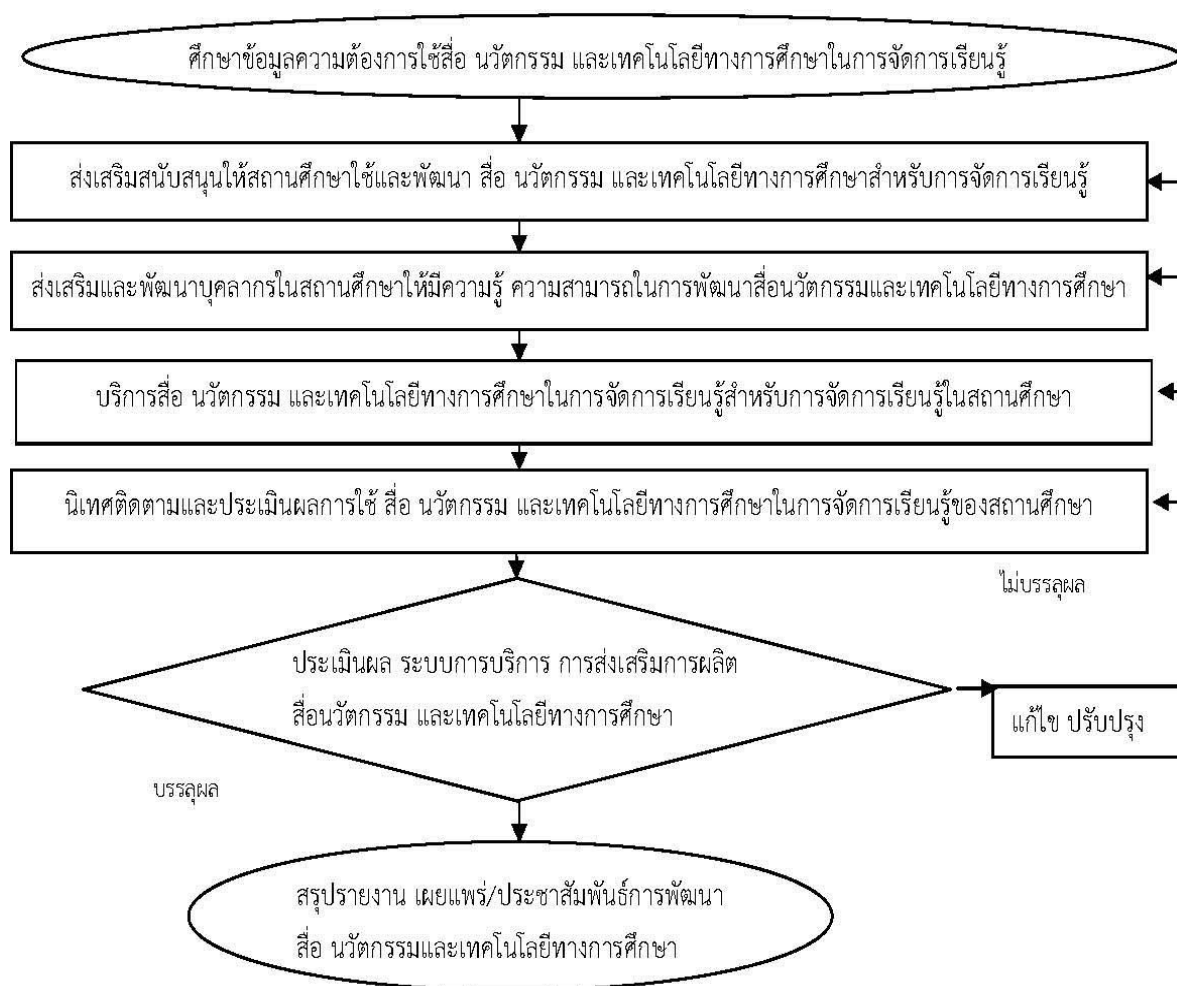 ศึกษาข้อมูลความต้องการใช้สื่อ นวัตกรรม และเทคโนโลยีทางการศึกษาในการจัดการเรียนรู้
ส่งเสริมสนับสนุนให้สถานศึกษาใช้และพัฒนา สื่อ นวัตกรรม และเทคโนโลยีทางการศึกษาสำหรับการจัดการเรียนรู้
ส่งเสริมและพัฒนาบุคลากรในสถานศึกษาให้มีความรู้ ความสามารถในการพัฒนาสื่อนวัตกรรมและเทคโนโลยีทางการศึกษา
บริการสื่อ นวัตกรรม และเทคโนโลยีทางการศึกษาในการจัดการเรียนรู้สำหรับการจัดการเรียนรู้ในสถานศึกษา
นิเทศติดตามและประเมินผลการใช้ สื่อ นวัตกรรม และเทคโนโลยีทางการศึกษาในการจัดการเรียนรู้ของสถานศึกษา
ไม่บรรลุผล
ประเมินผล ระบบการบริการ การส่งเสริมการผลิต
สื่อนวัตกรรม และเทคโนโลยีทางการศึกษา
แก้ไข ปรับปรุง
บรรลุผล
สรุปรายงาน เผยแพร่/ประชาสัมพันธ์การพัฒนา
สื่อ นวัตกรรมและเทคโนโลยีทางการศึกษา